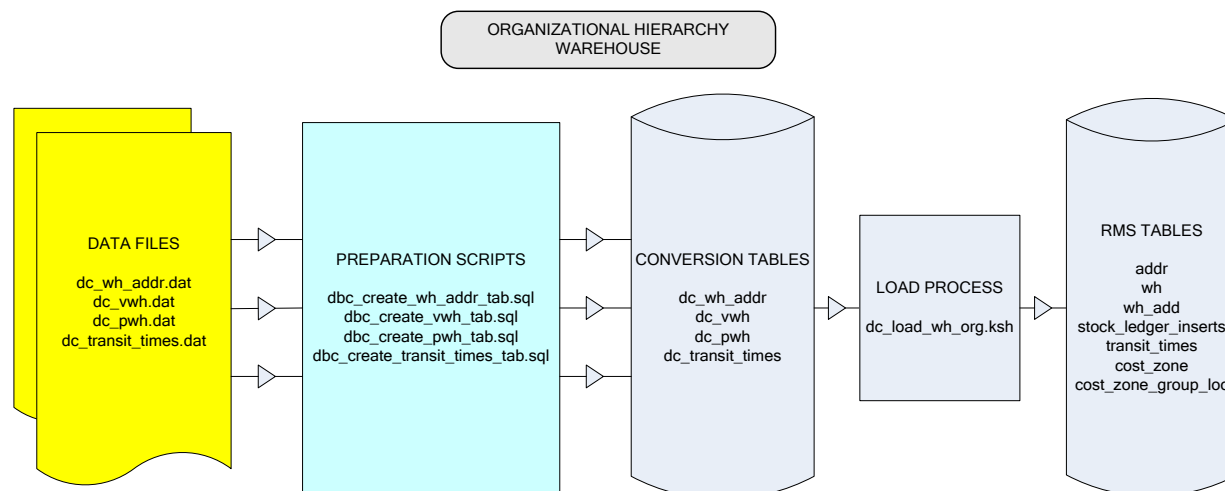 ORGANIZATIONAL HIERARCHY
WAREHOUSE
DATA FILES
dc_wh_addr.dat
dc_vwh.dat
dc_pwh.dat
dc_transit_times.dat
PREPARATION SCRIPTS
dbc_create_wh_addr_tab.sql
dbc_create_vwh_tab.sql
dbc_create_pwh_tab.sql
dbc_create_transit_times_tab.sql
CONVERSION TABLES
dc_wh_addr
dc_vwh
dc_pwh
dc_transit_times
LOAD PROCESS
dc_load_wh_org.ksh
RMS TABLES
addr
wh
wh_add
stock_ledger_inserts
transit_times
cost_zone
cost_zone_group_loc